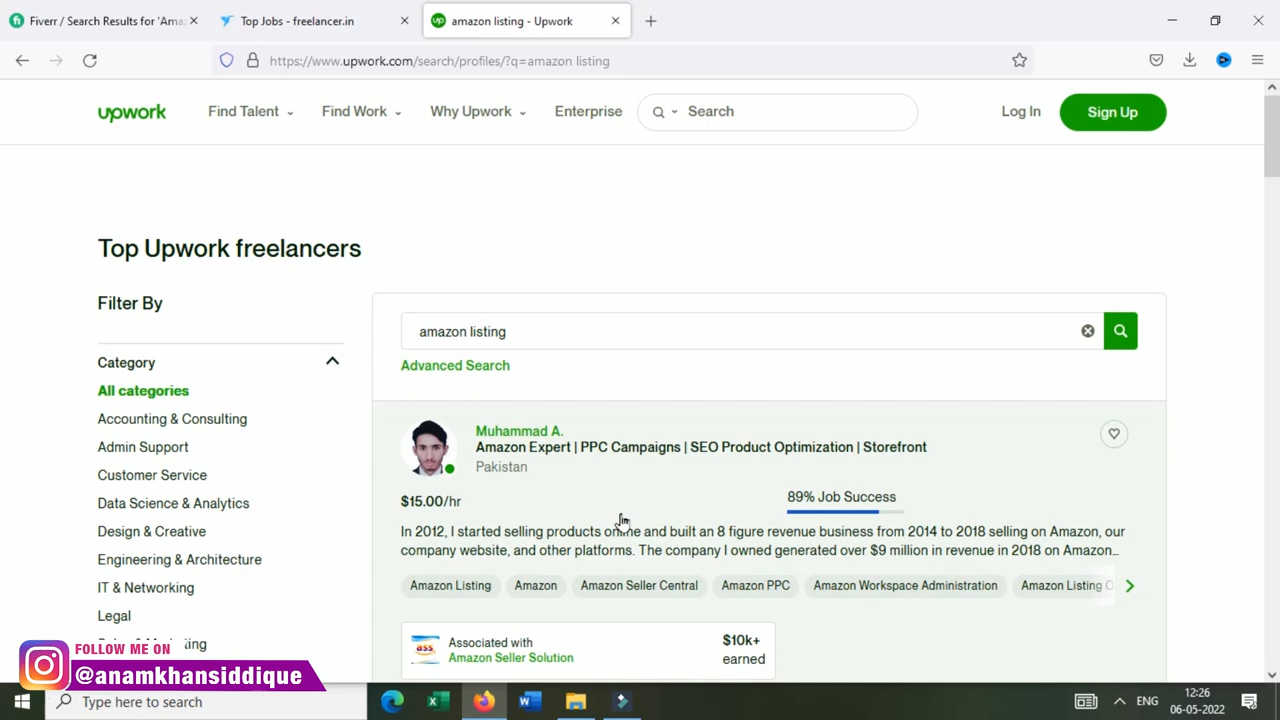 Fiverr / Search Results for 'Ama
Top Jobs - freelancer.in
up
amazon listing - Upwork
https://www.upwork.com/search/profiles/?q=amazon listing
upwork
Find Talent
Find Work
Why Upwork
Enterprise
Search
Log In
Sign Up
Top Upwork freelancers
Filter By
amazon listing
Advanced Search
Category
All categories
Accounting & Consulting
Admin Support
Customer Service
Data Science & Analytics
Design & Creative
Engineering & Architecture
IT & Networking
Legal
Muhammad A.
Amazon Expert | PPC Campaigns | SEO Product Optimization | Storefront
Pakistan
$15.00/hr
89% Job Success
In 2012, I started selling products online and built an 8 figure revenue business from 2014 to 2018 selling on Amazon, our
company website, and other platforms. The company I owned generated over $9 million in revenue in 2018 on Amazon...
Amazon Listing
Amazon
Amazon Seller Central
Amazon PPC
Amazon Workspace Administration
Amazon Listing O
ass
Associated with
Amazon Seller Solution
$10k+
earned
FOLLOW ME ON
@anamkhansiddique
Type here to search
ENG
12:26
06-05-2022